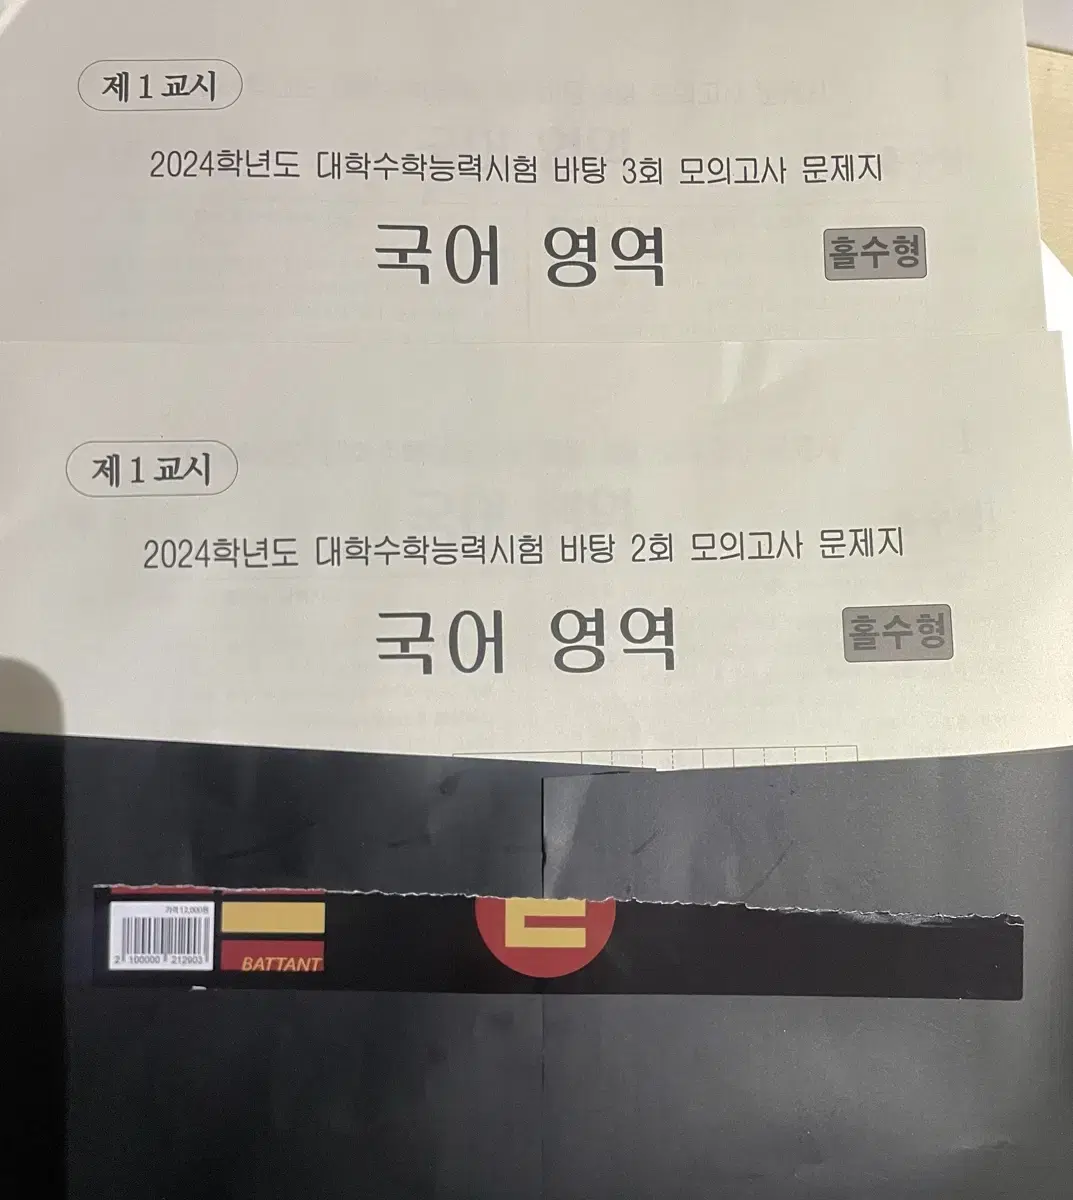 제 1 교시
2024학년도 대학수학능력시험 바탕 3회 모의고사 문제지
국어 영역
홀수형
제 1 교시
2024학년도 대학수학능력시험 바탕 2회 모의고사 문제지
국어 영역
홀수형
가격 12,000원
2 100000 212903
BATTANT